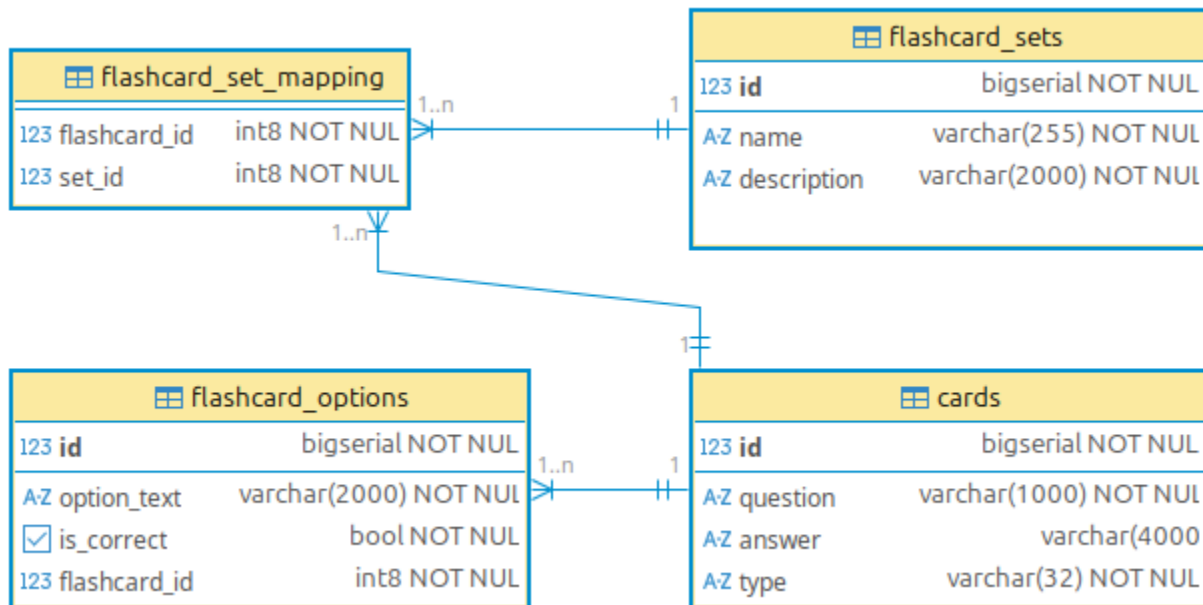 flashcard_set_mapping
123 flashcard_id int8 NOT NUL
123 set_id int8 NOT NUL
1..n
1
flashcard_sets
123 id bigserial NOT NUL
A-Z name varchar(255) NOT NUL
A-Z description varchar(2000) NOT NUL
1..n
1
flashcard_options
123 id bigserial NOT NUL
A-Z option_text varchar(2000) NOT NUL
is_correct bool NOT NUL
123 flashcard_id int8 NOT NUL
1..n
1
cards
123 id bigserial NOT NUL
A-Z question varchar(1000) NOT NUL
A-Z answer varchar(4000
A-Z type varchar(32) NOT NUL